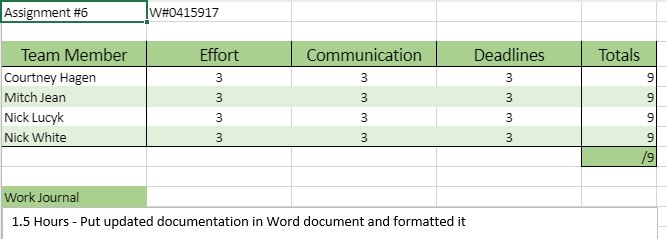 Assignment #6 W#0415917
Team Member Effort Communication Deadlines Totals
Courtney Hagen 3 3 3 9
Mitch Jean 3 3 3 9
Nick Lucyk 3 3 3 9
Nick White 3 3 3 9
/9
Work Journal
1.5 Hours - Put updated documentation in Word document and formatted it